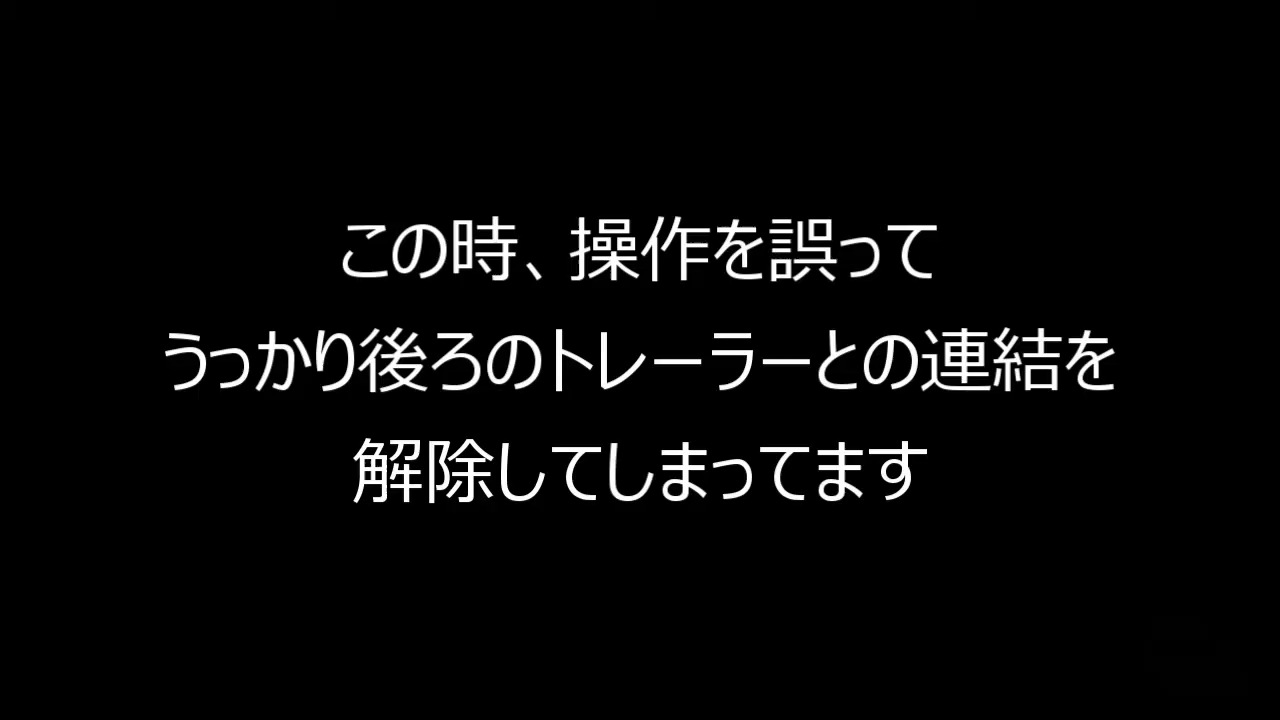 この時、操作を誤って
うっかり後ろのトレーラーとの連結を
解除してしまってます